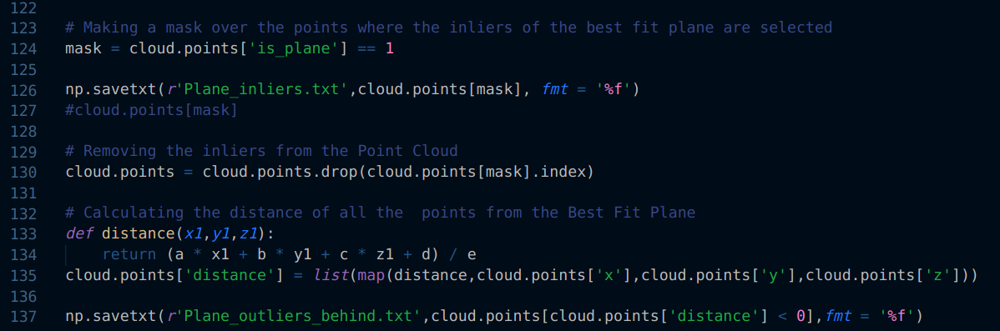 122
123 # Making a mask over the points where the inliers of the best fit plane are selected
124 mask = cloud.points['is_plane'] == 1
125
126 np.savetxt(r'Plane_inliers.txt',cloud.points[mask], fmt = '%f')
127 #cloud.points[mask]
128
129 # Removing the inliers from the Point Cloud
130 cloud.points = cloud.points.drop(cloud.points[mask].index)
131
132 # Calculating the distance of all the  points from the Best Fit Plane
133 def distance(x1,y1,z1):
134     return (a * x1 + b * y1 + c * z1 + d) / e
135 cloud.points['distance'] = list(map(distance,cloud.points['x'],cloud.points['y'],cloud.points['z']))
136
137 np.savetxt(r'Plane_outliers_behind.txt',cloud.points[cloud.points['distance'] < 0],fmt = '%f')